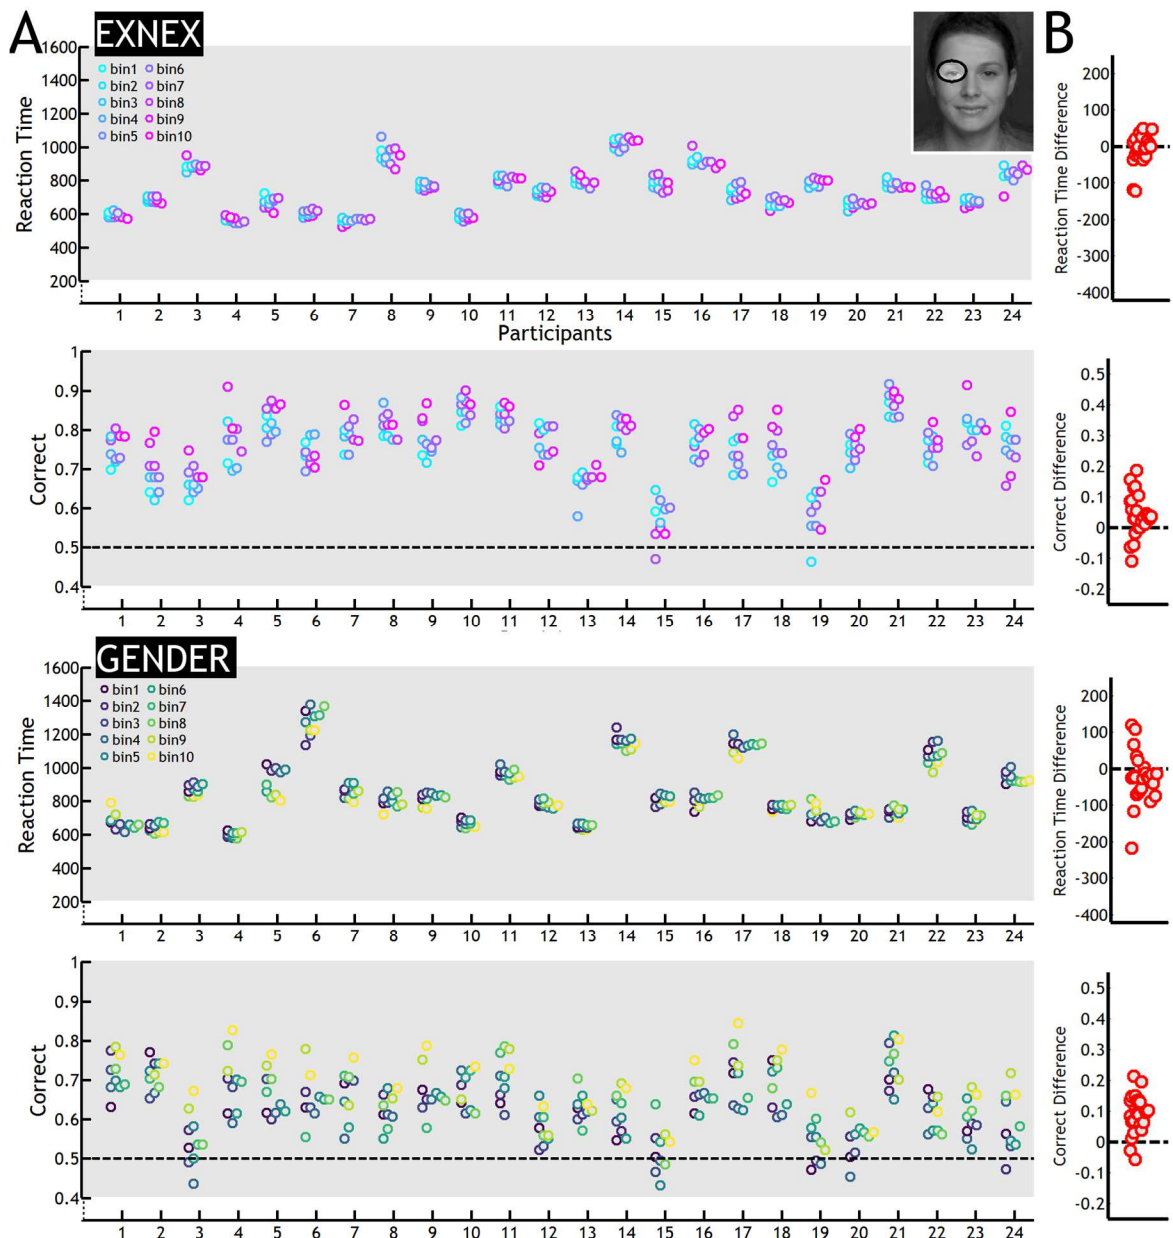 A
EXNEX
B
1600
1400
1200
1000
800
600
400
200
Reaction Time
bin1 bin6
bin2 bin7
bin3 bin8
bin4 bin9
bin5 bin10
1 2 3 4 5 6 7 8 9 10 11 12 13 14 15 16 17 18 19 20 21 22 23 24
Participants
200
100
0
-100
-200
-300
-400
Reaction Time Difference
1
0.9
0.8
0.7
0.6
0.5
0.4
Correct
1 2 3 4 5 6 7 8 9 10 11 12 13 14 15 16 17 18 19 20 21 22 23 24
0.5
0.4
0.3
0.2
0.1
0
-0.1
-0.2
Correct Difference
GENDER
1600
1400
1200
1000
800
600
400
200
Reaction Time
bin1 bin6
bin2 bin7
bin3 bin8
bin4 bin9
bin5 bin10
1 2 3 4 5 6 7 8 9 10 11 12 13 14 15 16 17 18 19 20 21 22 23 24
200
100
0
-100
-200
-300
-400
Reaction Time Difference
1
0.9
0.8
0.7
0.6
0.5
0.4
Correct
1 2 3 4 5 6 7 8 9 10 11 12 13 14 15 16 17 18 19 20 21 22 23 24
0.5
0.4
0.3
0.2
0.1
0
-0.1
-0.2
Correct Difference